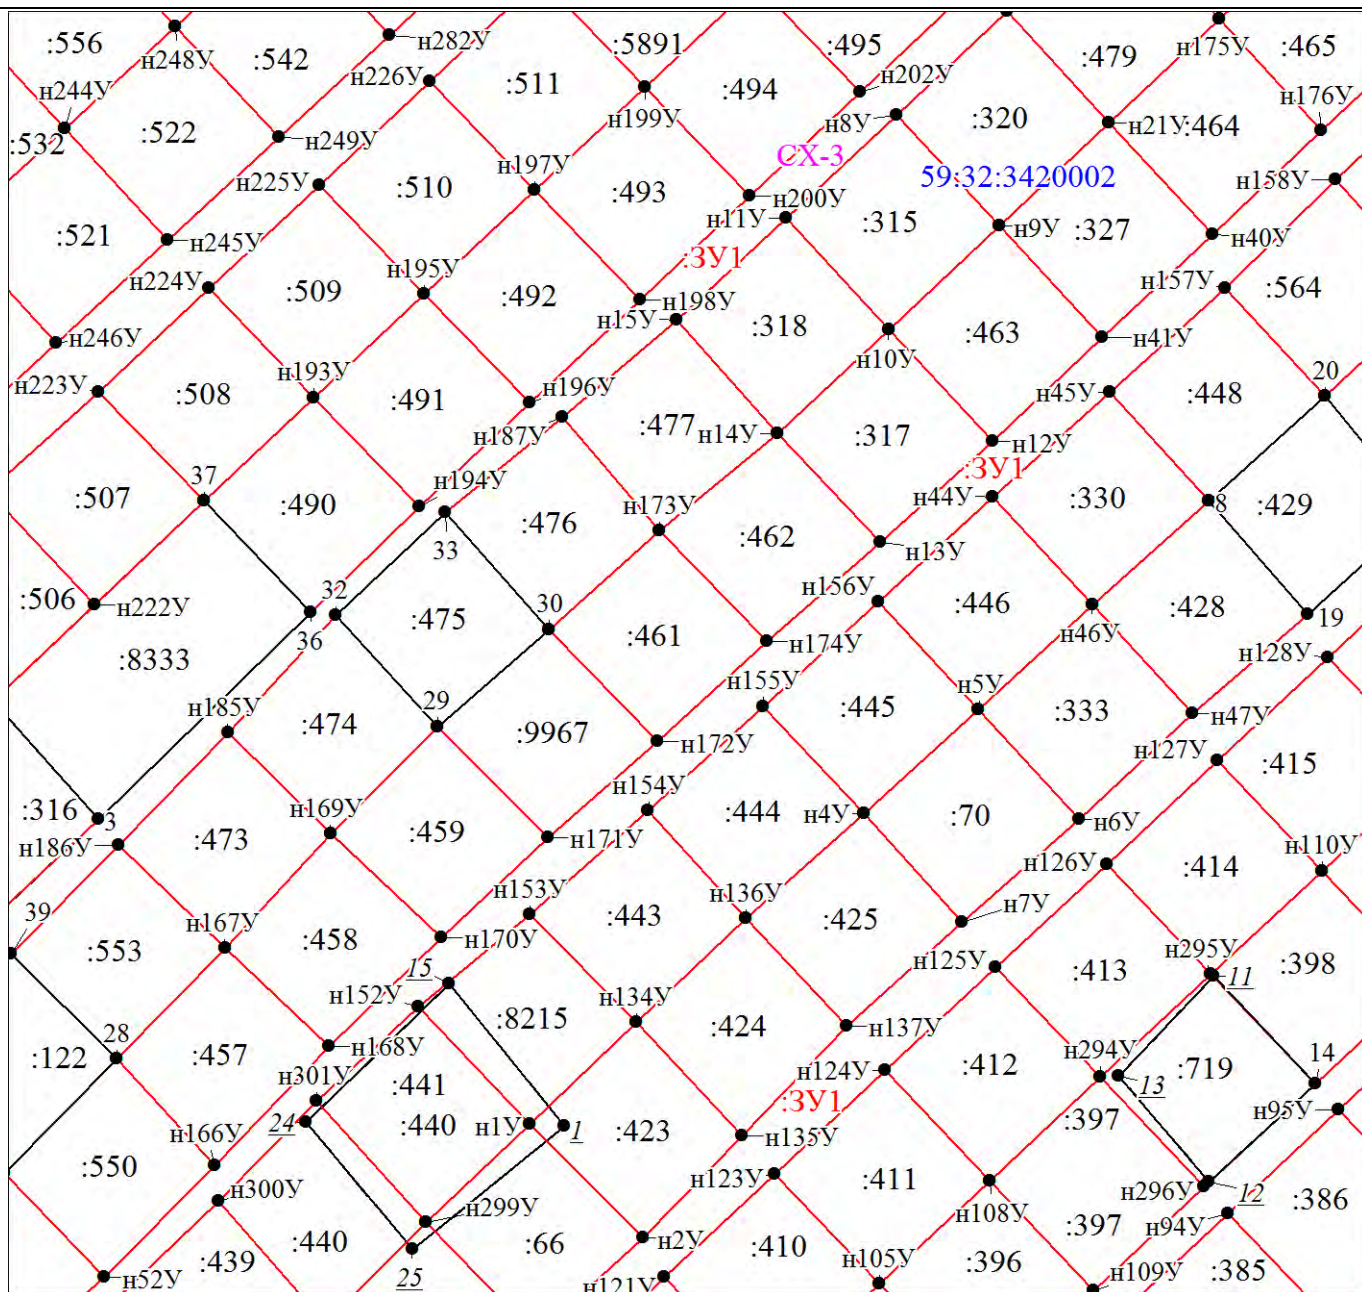 :556
н248У
:542
н282У
:5891
:495
:479
н175У
:465
н244У
н226У
:511
:494
н202У
н176У
:532
:522
н249У
н199У
н8У
:320
н21У
:464
СХ-3
59:32:3420002
н225У
:510
н197У
:493
н200У
н11У
:315
н158У
:521
н245У
н9У
:327
н40У
:ЗУ1
н224У
:509
н195У
:492
н198У
н15У
:318
н157У
:564
н246У
:463
н41У
н10У
н223У
:508
н193У
:491
н196У
н187У
:477
н14У
:317
н45У
:448
20
н12У
:ЗУ1
37
:507
:490
н194У
33
:476
н173У
:462
н44У
:330
8
:429
н13У
:506
н222У
32
36
:475
30
:461
н156У
:446
н46У
:428
19
н174У
:8333
н128У
н185У
:474
29
:9967
н155У
:445
н5У
:333
н47У
н172У
н127У
:415
:316
3
н186У
:473
н169У
:459
н154У
:444
н4У
:70
н6У
н171У
н126У
:414
н110У
39
:553
н167У
:458
н153У
:443
н136У
:425
н7У
н170У
н125У
:413
н295У
11
:398
15
н152У
:8215
н134У
:424
н137У
28
:122
:457
н168У
н301У
:441
н124У
:412
н294У
13
:719
14
:ЗУ1
24
:440
н1У
1
:423
н135У
:397
н95У
:550
н166У
н300У
н123У
:411
н296У
12
н299У
н108У
:397
н94У
:386
:439
:440
25
:66
н2У
:410
н105У
:396
:385
н52У
н121У
н109У